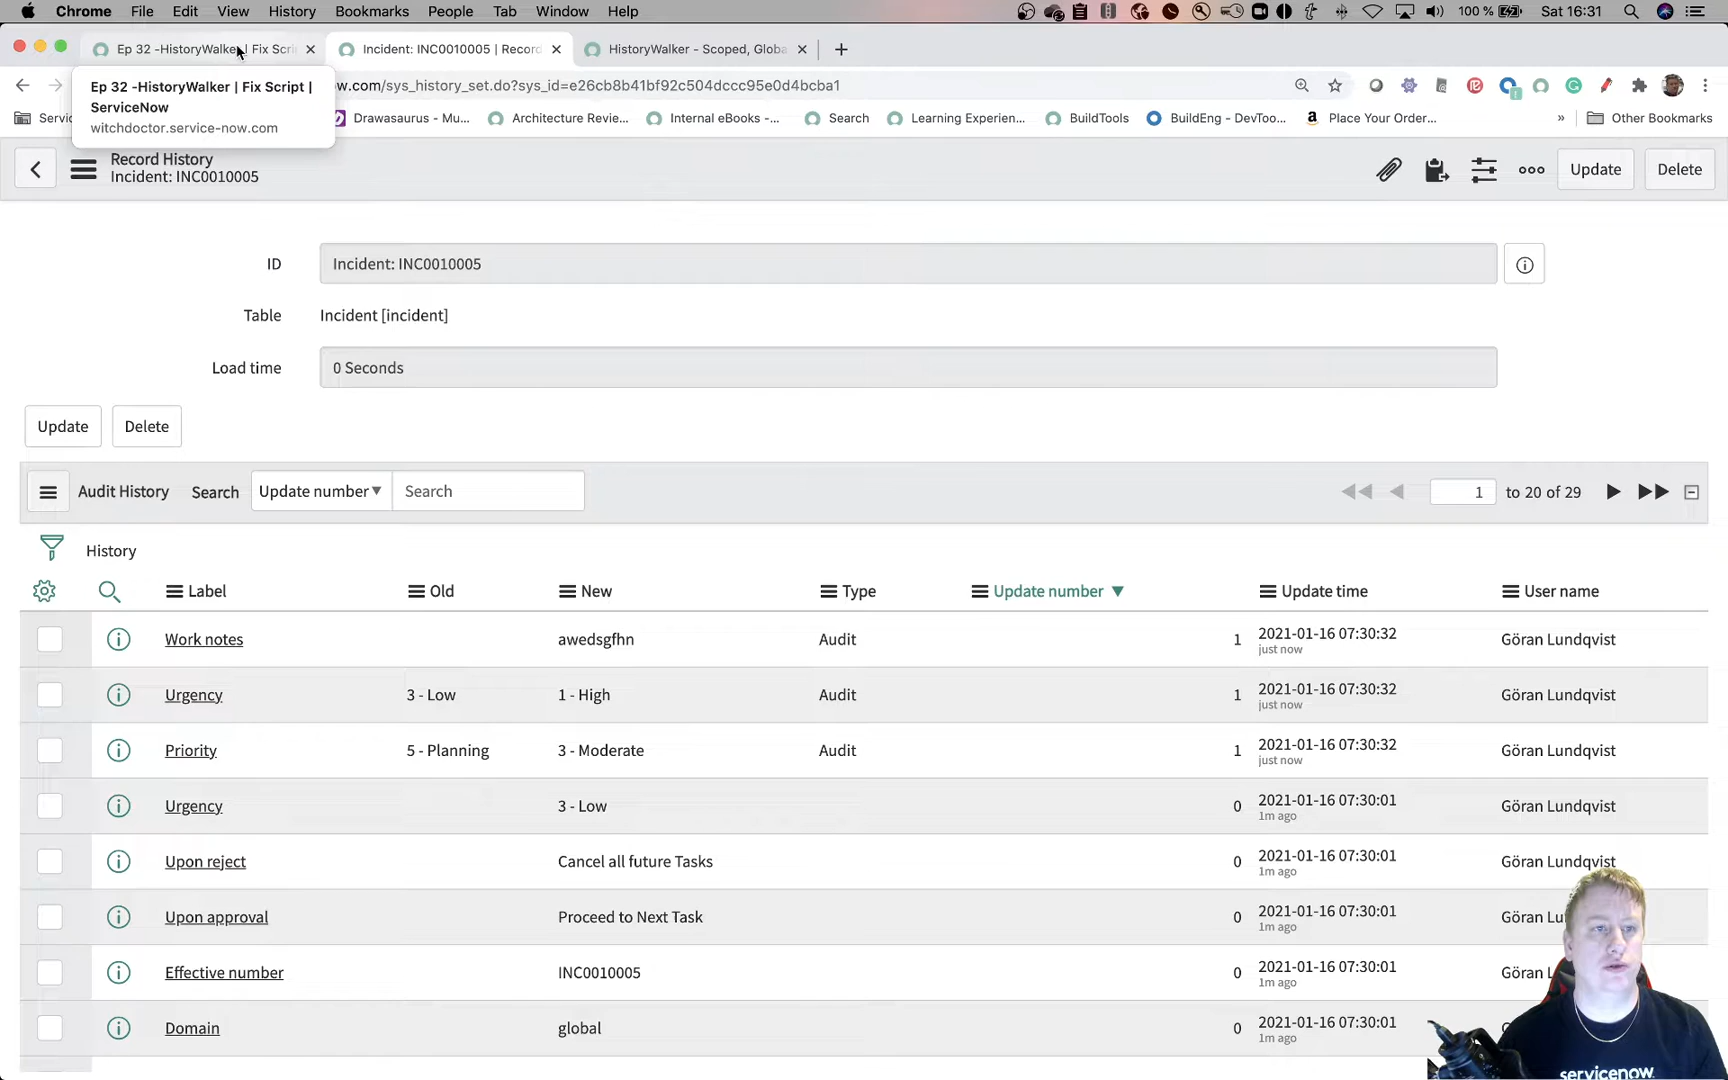 Chrome File Edit View History Bookmarks People Tab Window Help 100 % Sat 16:31
Ep 32 -HistoryWalker | Fix Scri Incident: INC0010005 | Record HistoryWalker - Scoped, Globa
ow.com/sys_history_set.do?sys_id=e26cb8b41bf92c504dccc95e0d4bcba1
Ep 32 -HistoryWalker | Fix Script |
ServiceNow
witchdoctor.service-now.com
Servi Drawasaurus - Mu... Architecture Revie... Internal eBooks -... Search Learning Experien... BuildTools BuildEng - DevToo... Place Your Order... » Other Bookmarks
Record History
Incident: INC0010005
Update Delete
ID Incident: INC0010005
Table Incident [incident]
Load time 0 Seconds
Update Delete
Audit History Search Update number Search 1 to 20 of 29
History
Label Old New Type Update number Update time User name
Work notes awedsgfhn Audit 1 2021-01-16 07:30:32 Göran Lundqvist
just now
Urgency 3 - Low 1 - High Audit 1 2021-01-16 07:30:32 Göran Lundqvist
just now
Priority 5 - Planning 3 - Moderate Audit 1 2021-01-16 07:30:32 Göran Lundqvist
just now
Urgency 3 - Low 0 2021-01-16 07:30:01 Göran Lundqvist
1m ago
Upon reject Cancel all future Tasks 0 2021-01-16 07:30:01 Göran Lundqvist
1m ago
Upon approval Proceed to Next Task 0 2021-01-16 07:30:01 Göran Lu
1m ago
Effective number INC0010005 0 2021-01-16 07:30:01 Göran L
1m ago
Domain global 0 2021-01-16 07:30:01
1m ago
servicenow